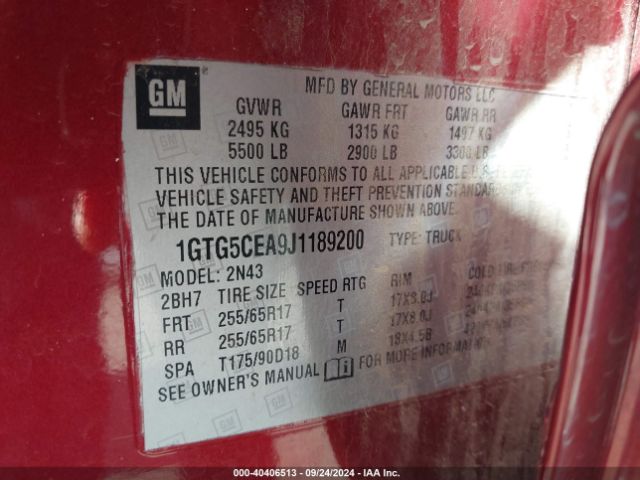 GM
MFD BY GENERAL MOTORS LLC
GVWR GAWR FRT GAWR RR
2495 KG 1315 KG 1497 KG
5500 LB 2900 LB 3300 LB
THIS VEHICLE CONFORMS TO ALL APPLICABLE U.S.
VEHICLE SAFETY AND THEFT PREVENTION STANDARDS
THE DATE OF MANUFACTURE SHOWN ABOVE.
1GTG5CEA9J1189200 TYPE: TRUCK
MODEL: 2N43
2BH7 TIRE SIZE SPEED RTG RIM COLD TIRE
FRT 255/65R17 T 17X8.0J
RR 255/65R17 T 17X8.0J
SPA T175/90D18 M 18X4.5B
SEE OWNER'S MANUAL FOR MORE INFORMATION
000-40406513 - 09/24/2024 - IAA Inc.